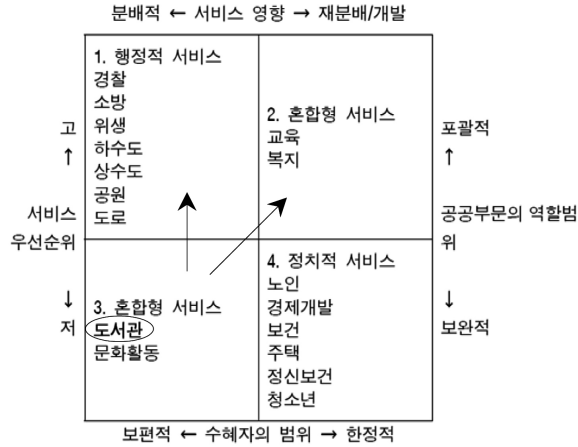 분배적 ← 서비스 영향 → 재분배/개발
1. 행정적 서비스
경찰
소방
위생
하수도
상수도
공원
도로
2. 혼합형 서비스
교육
복지
고
↑
서비스
우선순위
↓
저
포괄적
↑
공공부문의 역할범
위
↓
보완적
3. 혼합형 서비스
도서관
문화활동
4. 정치적 서비스
노인
경제개발
보건
주택
정신보건
청소년
보편적 ← 수혜자의 범위 → 한정적